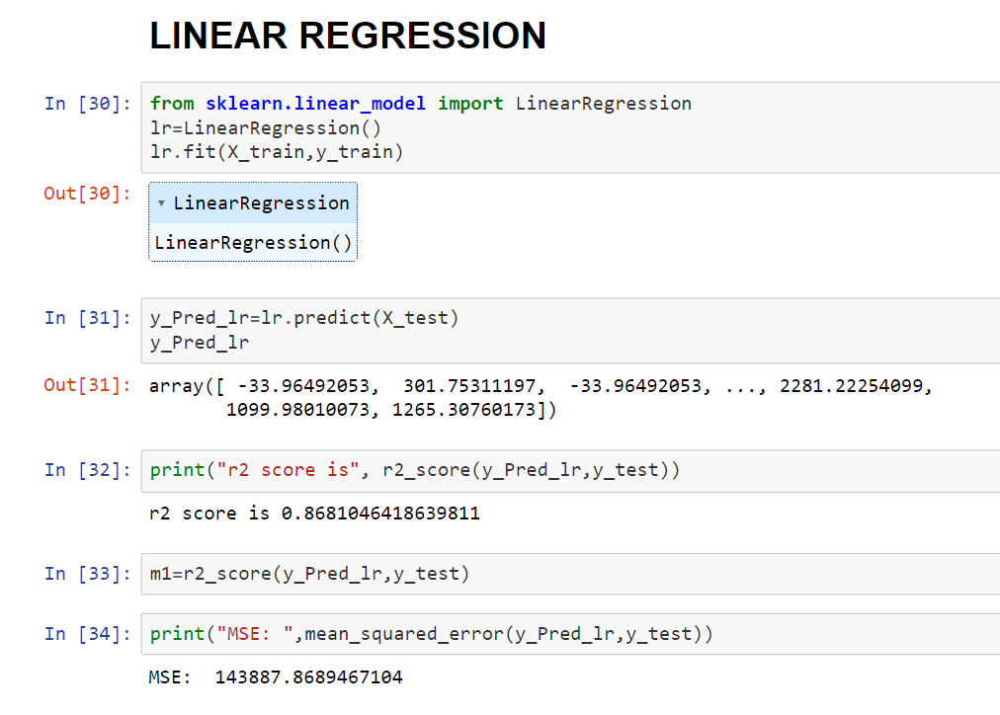 LINEAR REGRESSION
In [30]: from sklearn.linear_model import LinearRegression
lr=LinearRegression()
lr.fit(X_train,y_train)
Out[30]: ▾ LinearRegression
LinearRegression()
In [31]: y_Pred_lr=lr.predict(X_test)
y_Pred_lr
Out[31]: array([ -33.96492053,  301.75311197,  -33.96492053, ..., 2281.22254099,
1099.98010073, 1265.30760173])
In [32]: print("r2 score is", r2_score(y_Pred_lr,y_test))
r2 score is 0.8681046418639811
In [33]: m1=r2_score(y_Pred_lr,y_test)
In [34]: print("MSE: ",mean_squared_error(y_Pred_lr,y_test))
MSE:  143887.8689467104